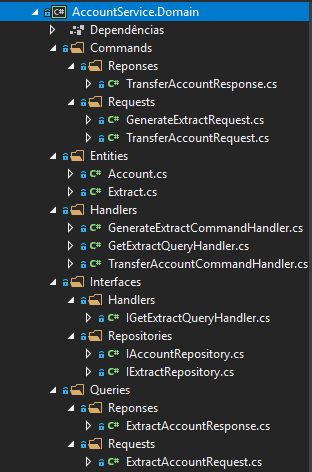 AccountService.Domain
Dependências
Commands
Reponses
C# TransferAccountResponse.cs
Requests
C# GenerateExtractRequest.cs
C# TransferAccountRequest.cs
Entities
C# Account.cs
C# Extract.cs
Handlers
C# GenerateExtractCommandHandler.cs
C# GetExtractQueryHandler.cs
C# TransferAccountCommandHandler.cs
Interfaces
Handlers
C# IGetExtractQueryHandler.cs
Repositories
C# IAccountRepository.cs
C# IExtractRepository.cs
Queries
Reponses
C# ExtractAccountResponse.cs
Requests
C# ExtractAccountRequest.cs